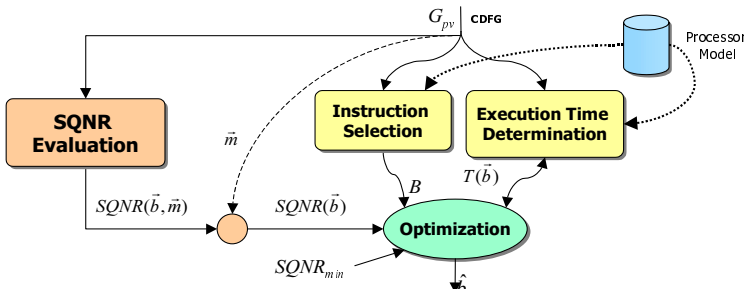 G_pv CDFG
Processor
Model
SQNR
Evaluation
Instruction
Selection
Execution Time
Determination
m⃗
SQNR(b⃗, m⃗)
SQNR(b⃗)
B
T(b⃗)
Optimization
SQNR_min